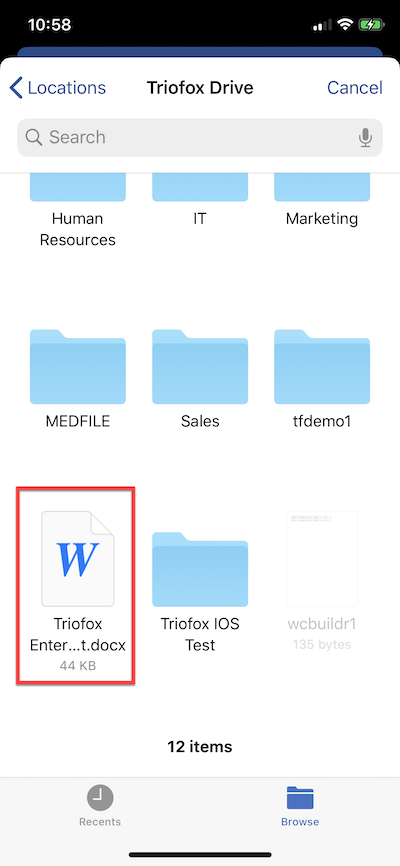 10:58
Locations
Triofox Drive
Cancel
Search
Human
Resources
IT
Marketing
MEDFILE
Sales
tfdemo1
W
Triofox
Enter...t.docx
44 KB
Triofox IOS
Test
wcbuildr1
135 bytes
12 items
Recents
Browse